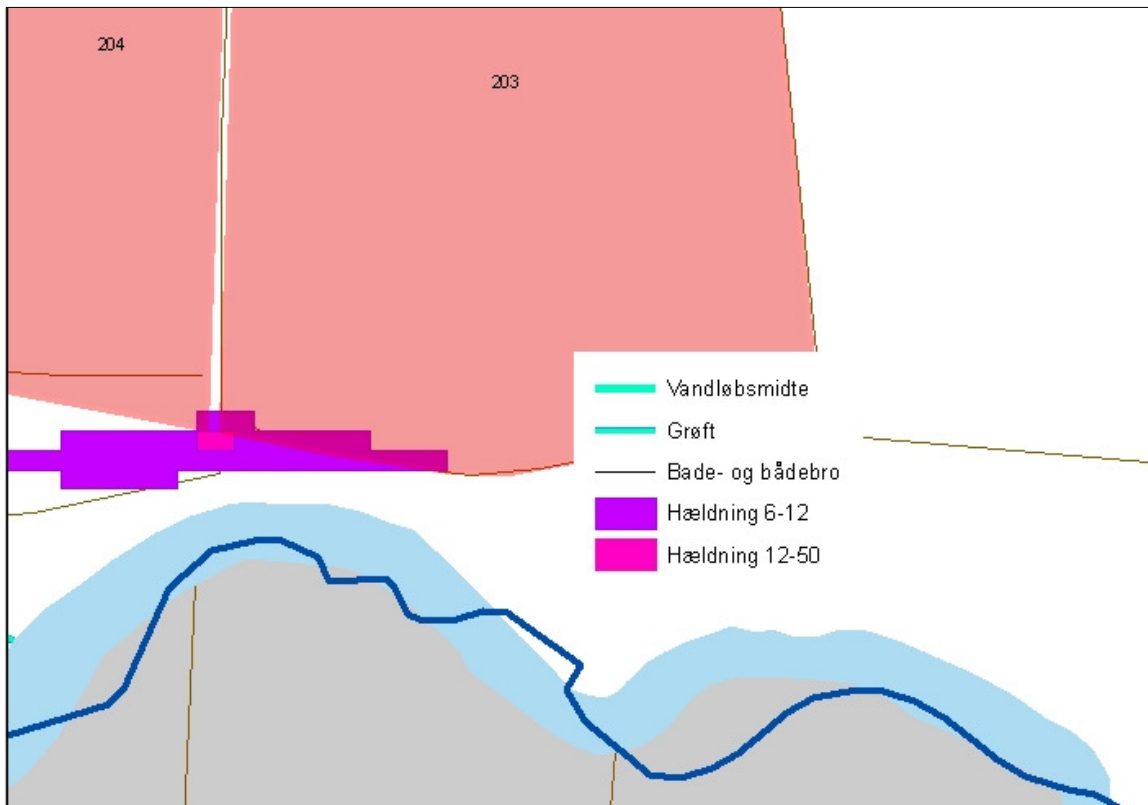 204
203
Vandløbsmidte
Grøft
Bade- og bådebro
Hældning 6-12
Hældning 12-50